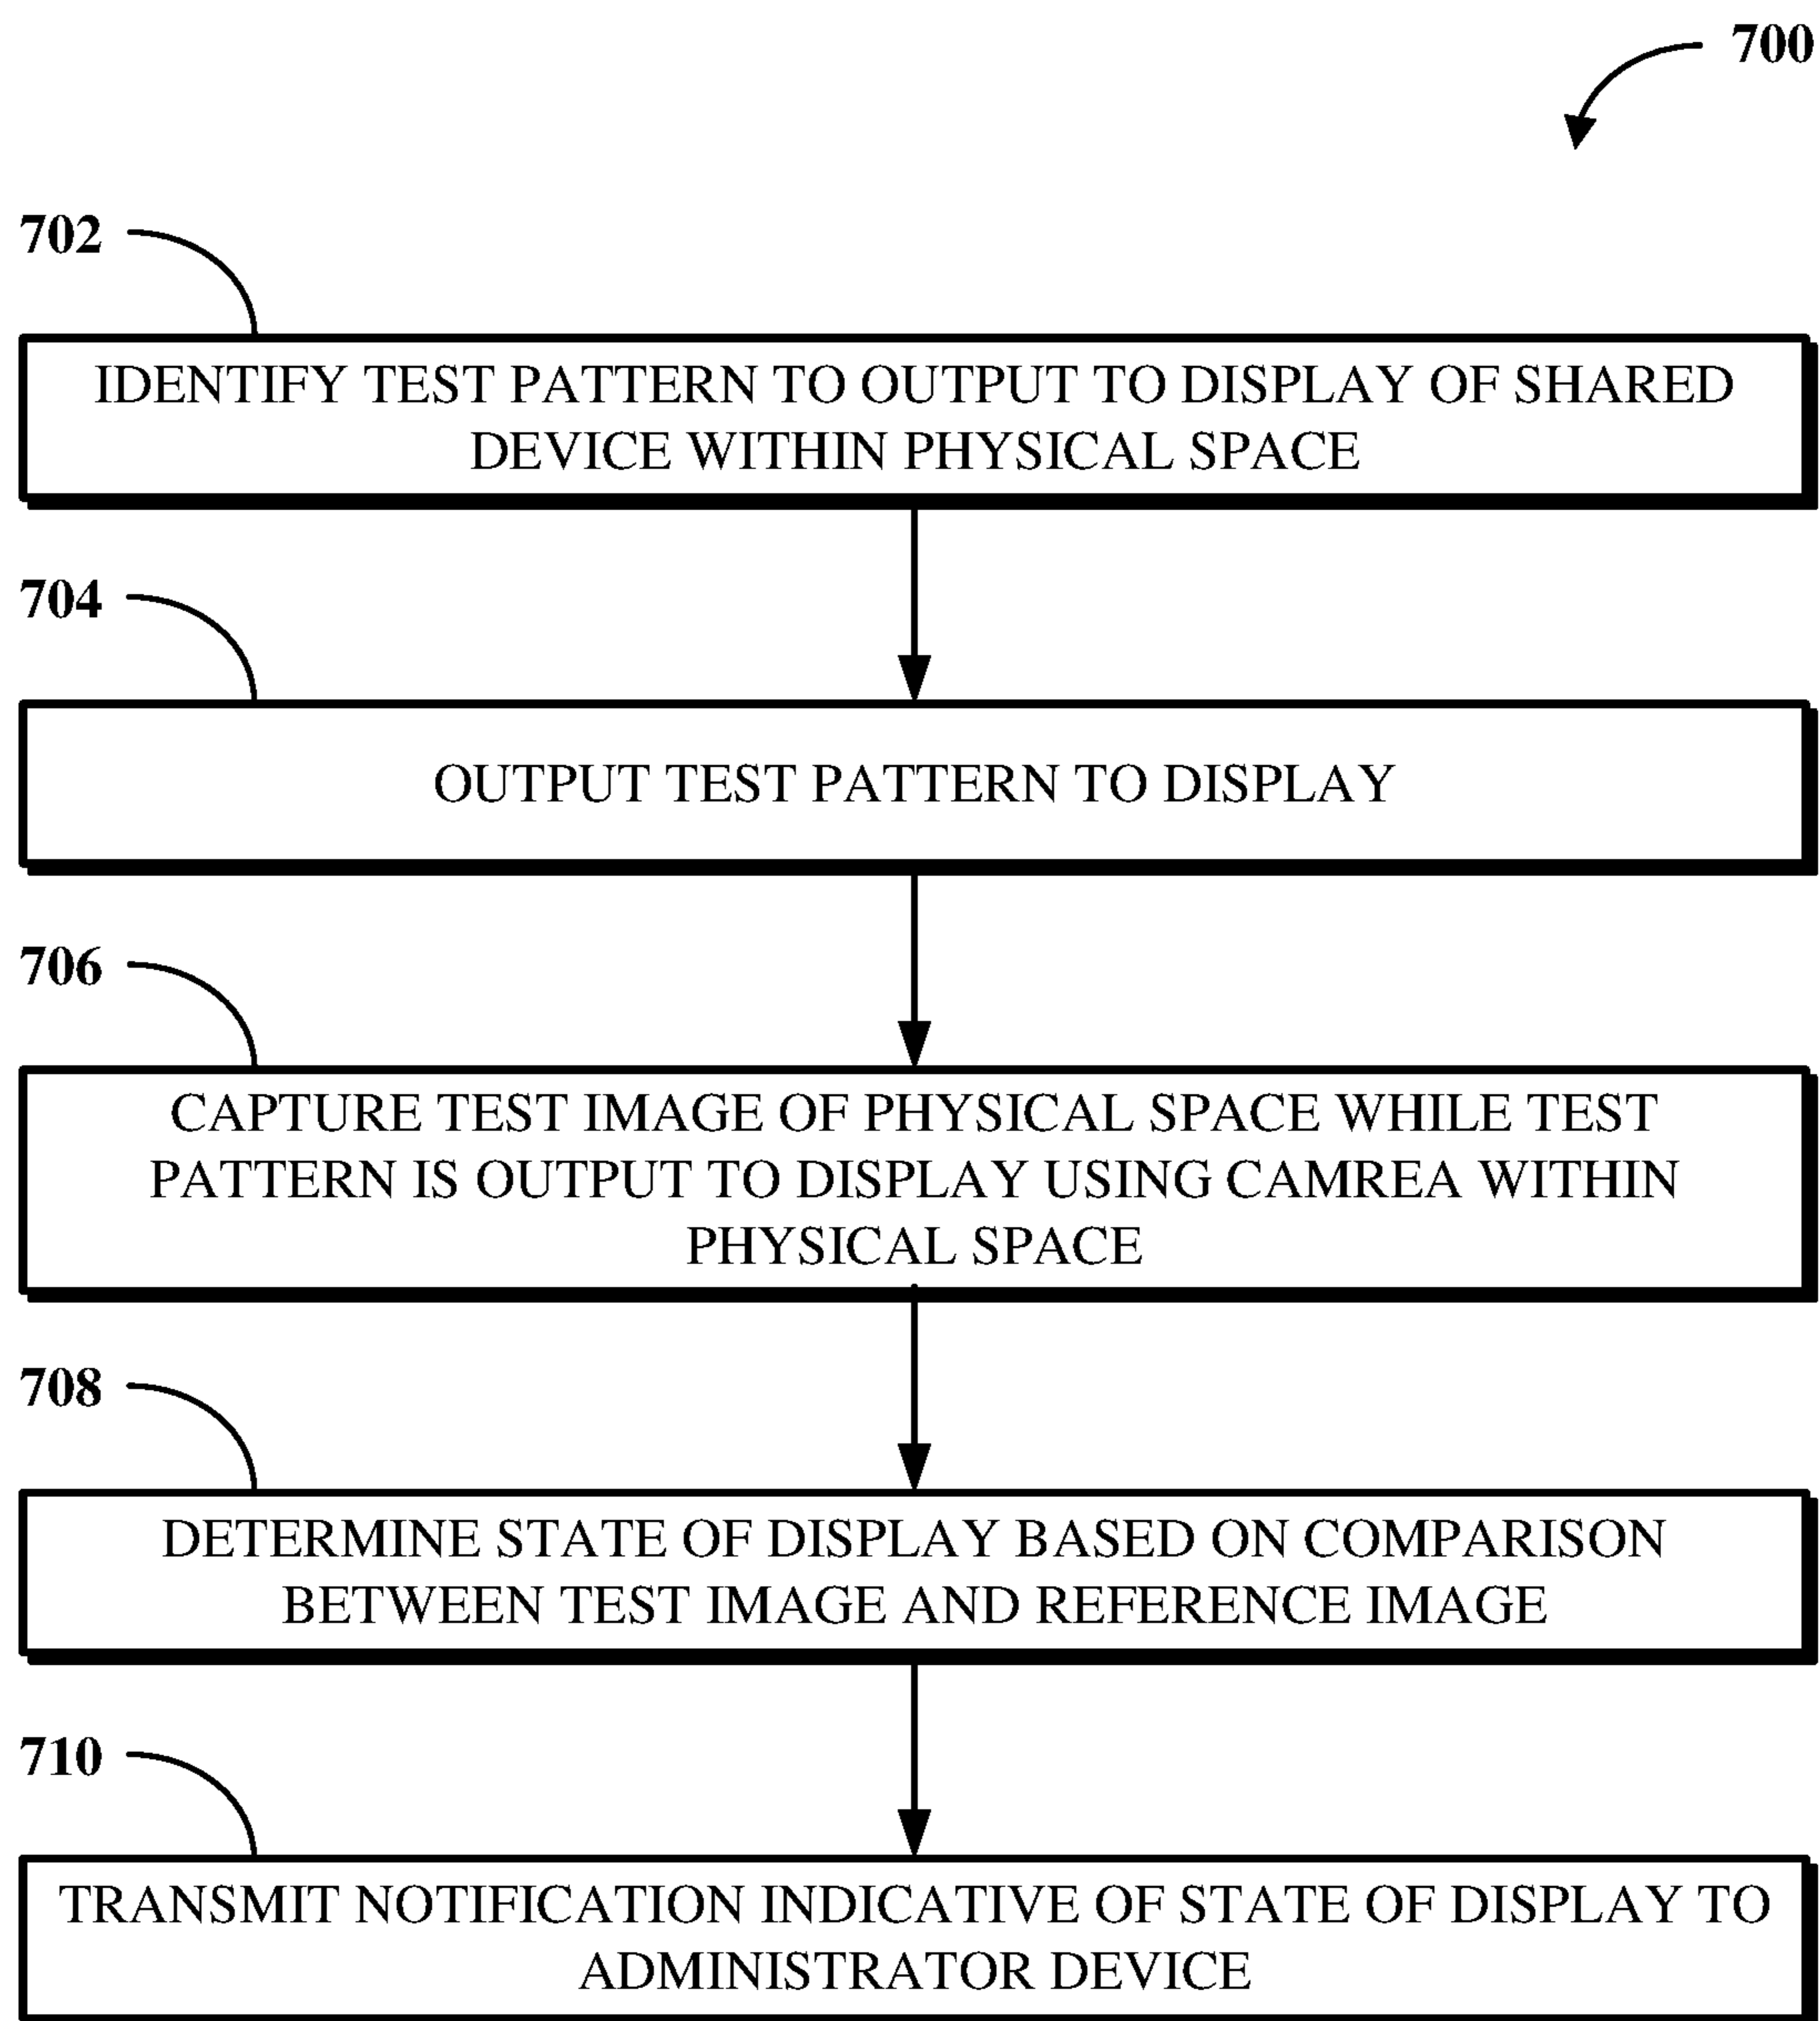 700
702
IDENTIFY TEST PATTERN TO OUTPUT TO DISPLAY OF SHARED
DEVICE WITHIN PHYSICAL SPACE
704
OUTPUT TEST PATTERN TO DISPLAY
706
CAPTURE TEST IMAGE OF PHYSICAL SPACE WHILE TEST
PATTERN IS OUTPUT TO DISPLAY USING CAMREA WITHIN
PHYSICAL SPACE
708
DETERMINE STATE OF DISPLAY BASED ON COMPARISON
BETWEEN TEST IMAGE AND REFERENCE IMAGE
710
TRANSMIT NOTIFICATION INDICATIVE OF STATE OF DISPLAY TO
ADMINISTRATOR DEVICE